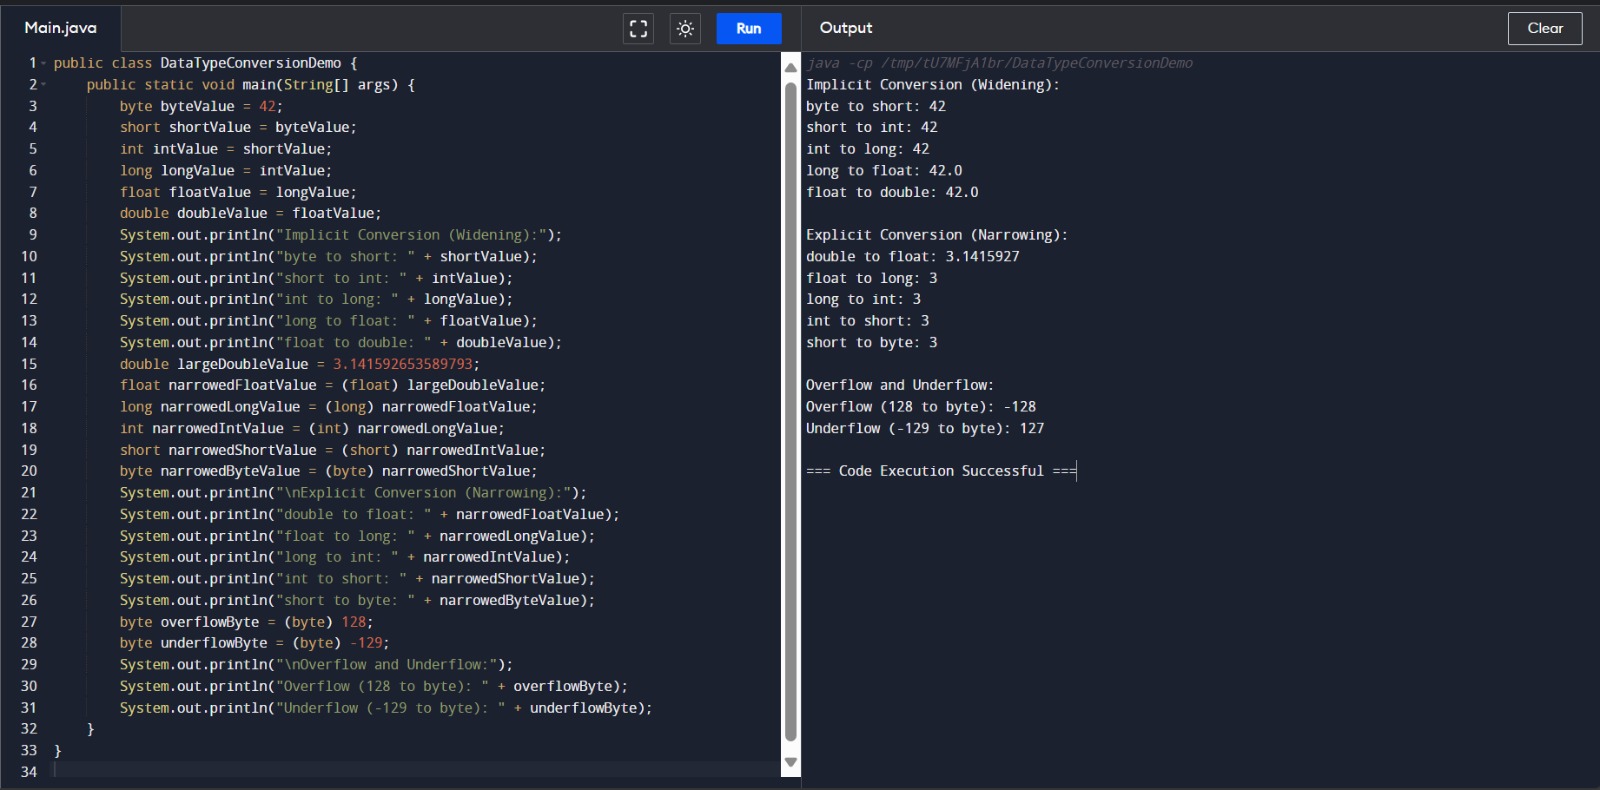 Main.java
Run
Output
Clear
1 public class DataTypeConversionDemo {
2     public static void main(String[] args) {
3         byte byteValue = 42;
4         short shortValue = byteValue;
5         int intValue = shortValue;
6         long longValue = intValue;
7         float floatValue = longValue;
8         double doubleValue = floatValue;
9         System.out.println("Implicit Conversion (Widening):");
10         System.out.println("byte to short: " + shortValue);
11         System.out.println("short to int: " + intValue);
12         System.out.println("int to long: " + longValue);
13         System.out.println("long to float: " + floatValue);
14         System.out.println("float to double: " + doubleValue);
15         double largeDoubleValue = 3.141592653589793;
16         float narrowedFloatValue = (float) largeDoubleValue;
17         long narrowedLongValue = (long) narrowedFloatValue;
18         int narrowedIntValue = (int) narrowedLongValue;
19         short narrowedShortValue = (short) narrowedIntValue;
20         byte narrowedByteValue = (byte) narrowedShortValue;
21         System.out.println("\nExplicit Conversion (Narrowing):");
22         System.out.println("double to float: " + narrowedFloatValue);
23         System.out.println("float to long: " + narrowedLongValue);
24         System.out.println("long to int: " + narrowedIntValue);
25         System.out.println("int to short: " + narrowedShortValue);
26         System.out.println("short to byte: " + narrowedByteValue);
27         byte overflowByte = (byte) 128;
28         byte underflowByte = (byte) -129;
29         System.out.println("\nOverflow and Underflow:");
30         System.out.println("Overflow (128 to byte): " + overflowByte);
31         System.out.println("Underflow (-129 to byte): " + underflowByte);
32     }
33 }
34
java -cp /tmp/tU7MFjA1br/DataTypeConversionDemo
Implicit Conversion (Widening):
byte to short: 42
short to int: 42
int to long: 42
long to float: 42.0
float to double: 42.0
Explicit Conversion (Narrowing):
double to float: 3.1415927
float to long: 3
long to int: 3
int to short: 3
short to byte: 3
Overflow and Underflow:
Overflow (128 to byte): -128
Underflow (-129 to byte): 127
=== Code Execution Successful ===